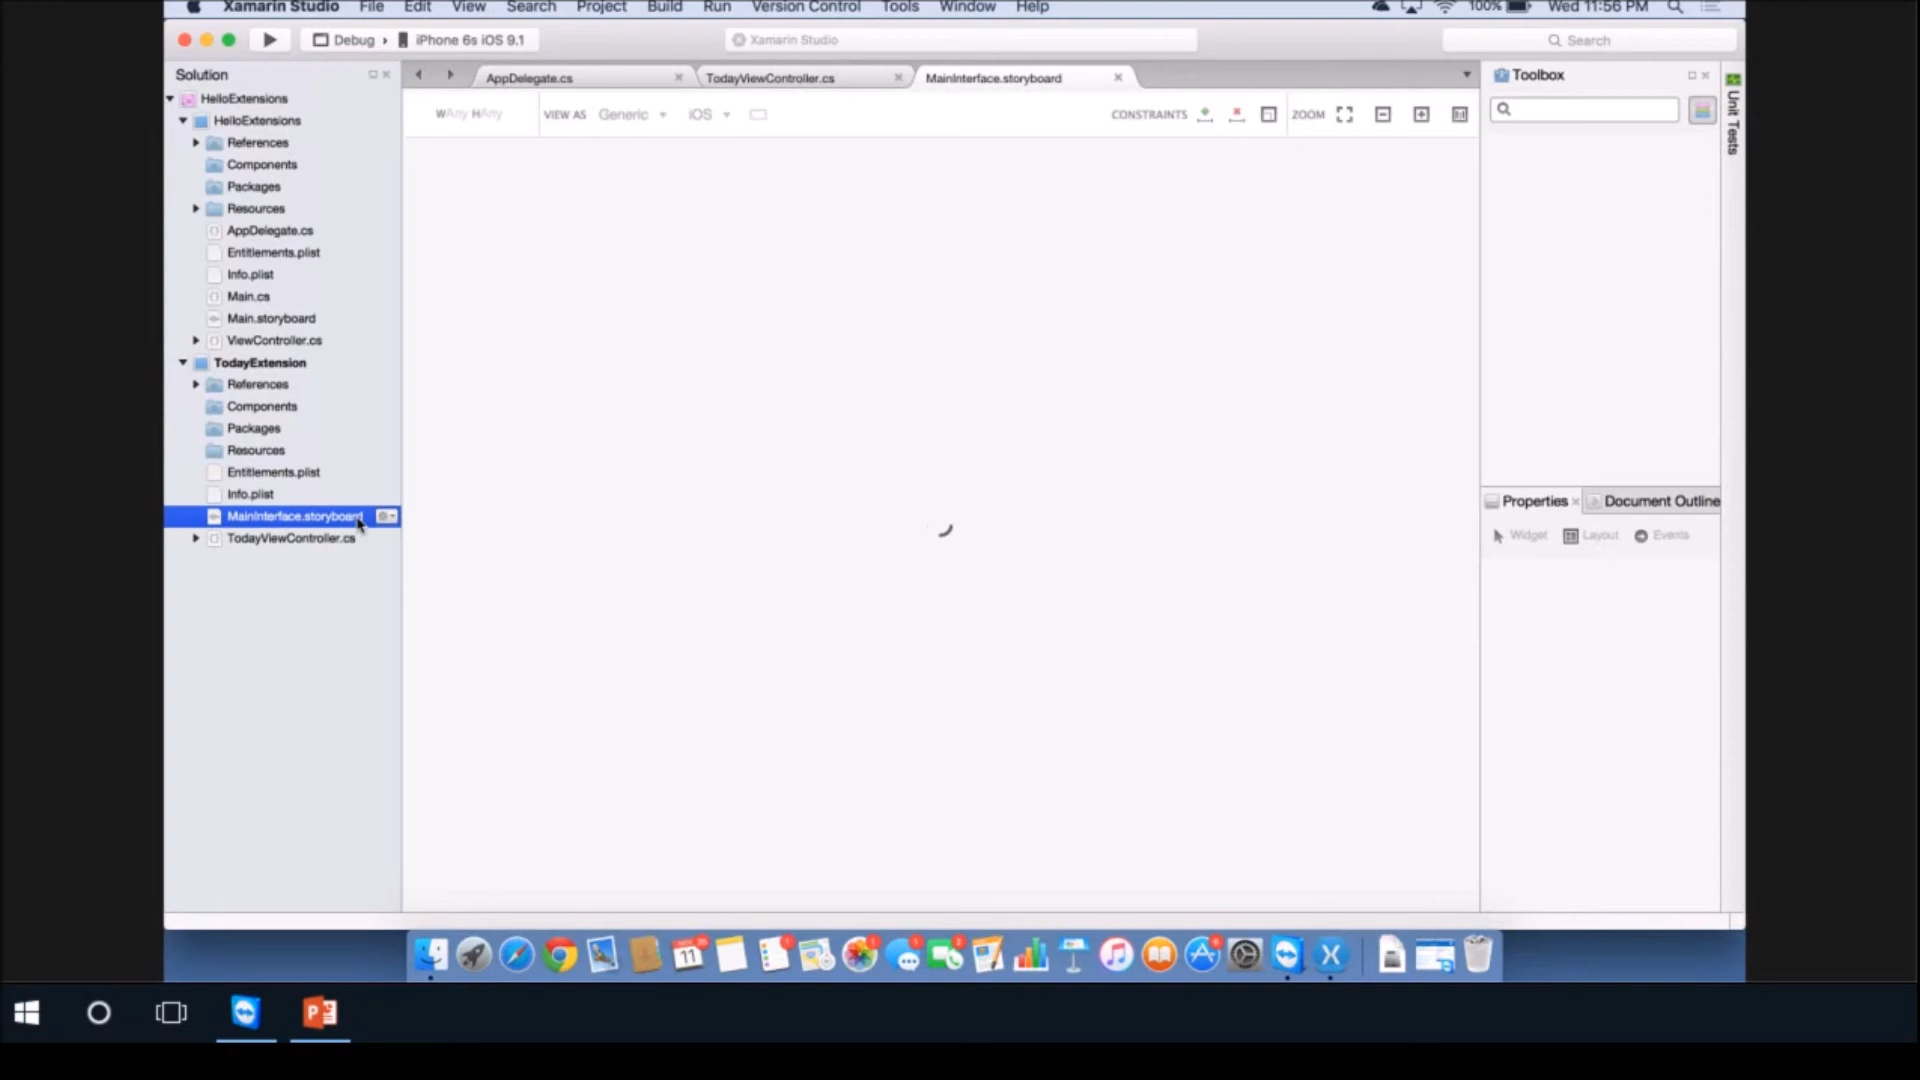 Xamarin Studio File Edit View Search Project Build Run Version Control Tools Window Help 100% Wed 11:56 PM
Debug iPhone 6s iOS 9.1 Xamarin Studio Search
Solution
HelloExtensions
HelloExtensions
References
Components
Packages
Resources
AppDelegate.cs
Entitlements.plist
Info.plist
Main.cs
Main.storyboard
ViewController.cs
TodayExtension
References
Components
Packages
Resources
Entitlements.plist
Info.plist
MainInterface.storyboard
TodayViewController.cs
AppDelegate.cs TodayViewController.cs MainInterface.storyboard
WAny HAny VIEW AS Generic iOS CONSTRAINTS ZOOM
Toolbox
Unit Tests
Properties Document Outline
Widget Layout Events
11